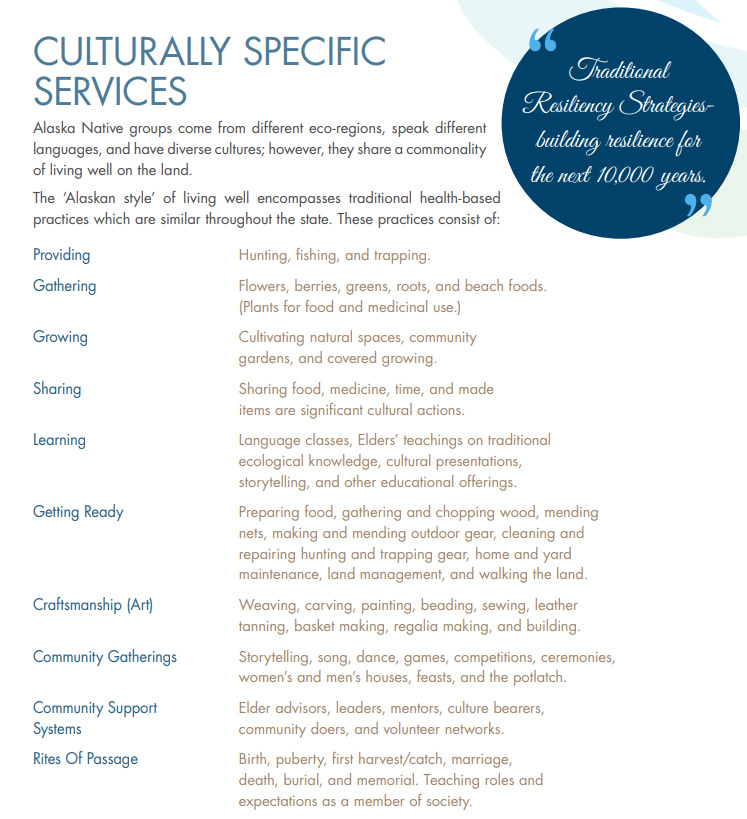 CULTURALLY SPECIFIC
SERVICES
“
Traditional
Resiliency Strategies-
building resilience for
the next 10,000 years.
”
Alaska Native groups come from different eco-regions, speak different
languages, and have diverse cultures; however, they share a commonality
of living well on the land.
The ‘Alaskan style’ of living well encompasses traditional health-based
practices which are similar throughout the state. These practices consist of:
Providing
Hunting, fishing, and trapping.
Gathering
Flowers, berries, greens, roots, and beach foods.
(Plants for food and medicinal use.)
Growing
Cultivating natural spaces, community
gardens, and covered growing.
Sharing
Sharing food, medicine, time, and made
items are significant cultural actions.
Learning
Language classes, Elders’ teachings on traditional
ecological knowledge, cultural presentations,
storytelling, and other educational offerings.
Getting Ready
Preparing food, gathering and chopping wood, mending
nets, making and mending outdoor gear, cleaning and
repairing hunting and trapping gear, home and yard
maintenance, land management, and walking the land.
Craftsmanship (Art)
Weaving, carving, painting, beading, sewing, leather
tanning, basket making, regalia making, and building.
Community Gatherings
Storytelling, song, dance, games, competitions, ceremonies,
women’s and men’s houses, feasts, and the potlatch.
Community Support
Systems
Elder advisors, leaders, mentors, culture bearers,
community doers, and volunteer networks.
Rites Of Passage
Birth, puberty, first harvest/catch, marriage,
death, burial, and memorial. Teaching roles and
expectations as a member of society.